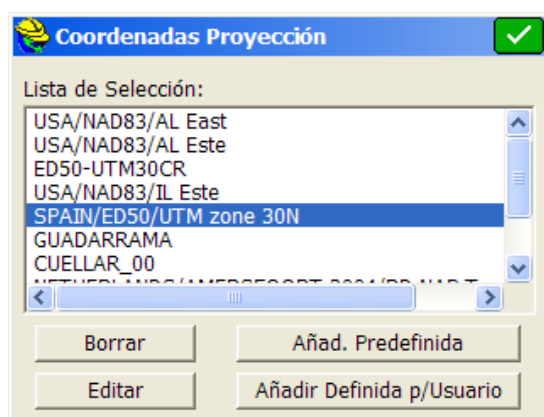 Coordenadas Proyección
Lista de Selección:
USA/NAD83/AL East
USA/NAD83/AL Este
ED50-UTM30CR
USA/NAD83/IL Este
SPAIN/ED50/UTM zone 30N
GUADARRAMA
CUELLAR_00
Borrar
Añad. Predefinida
Editar
Añadir Definida p/Usuario